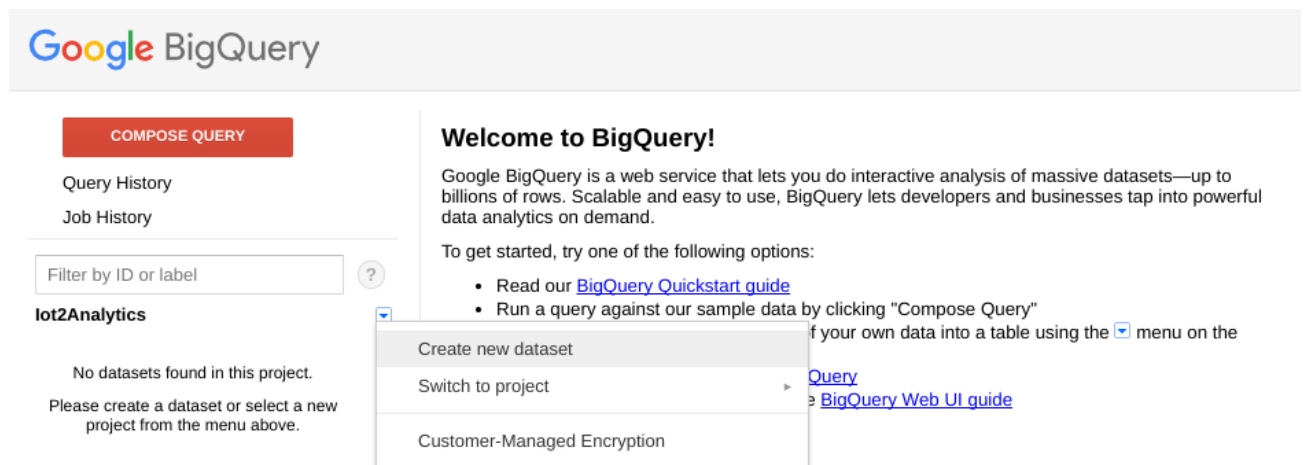 Google BigQuery
COMPOSE QUERY
Query History
Job History
Filter by ID or label
?
Iot2Analytics
No datasets found in this project.
Please create a dataset or select a new
project from the menu above.
Welcome to BigQuery!
Google BigQuery is a web service that lets you do interactive analysis of massive datasets—up to
billions of rows. Scalable and easy to use, BigQuery lets developers and businesses tap into powerful
data analytics on demand.
To get started, try one of the following options:
• Read our BigQuery Quickstart guide
• Run a query against our sample data by clicking "Compose Query"
of your own data into a table using the menu on the
Query
BigQuery Web UI guide
Create new dataset
Switch to project
Customer-Managed Encryption